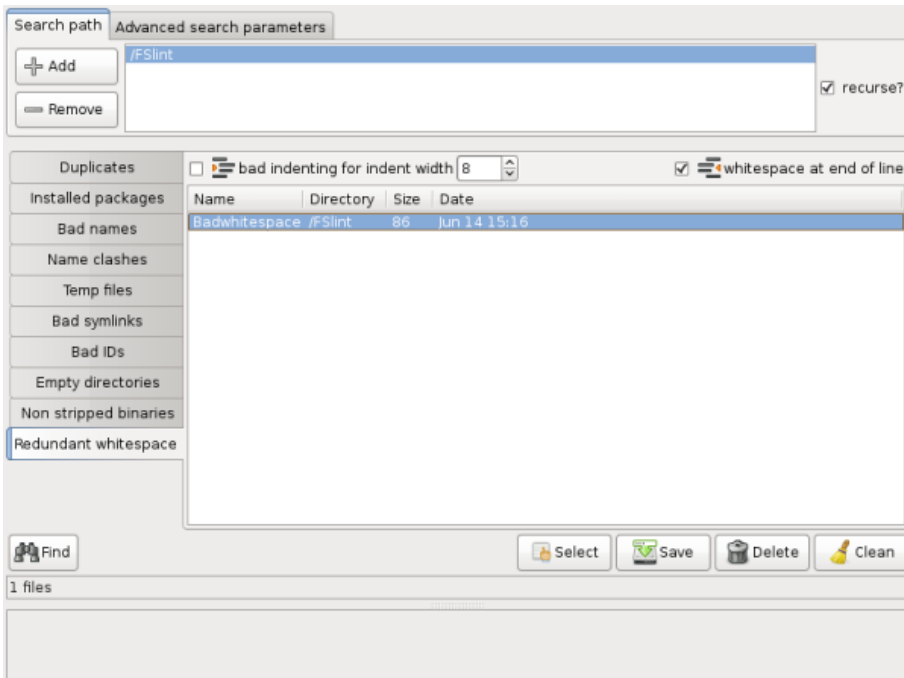 Search path Advanced search parameters
Add
/FSlint
recurse?
Remove
Duplicates
bad indenting for indent width 8 whitespace at end of line
Installed packages
Name Directory Size Date
Bad names
Badwhitespace /FSlint 86 Jun 14 15:16
Name clashes
Temp files
Bad symlinks
Bad IDs
Empty directories
Non stripped binaries
Redundant whitespace
Find Select Save Delete Clean
1 files